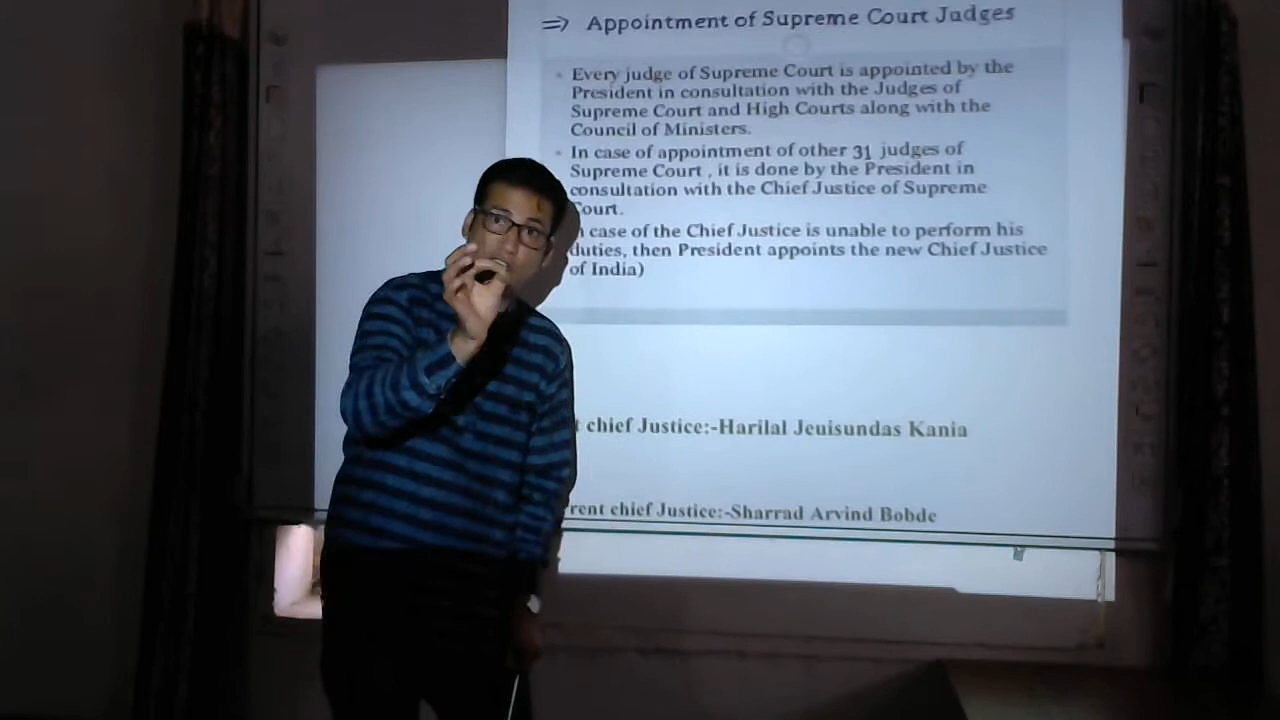 ⇒ Appointment of Supreme Court Judges
• Every judge of Supreme Court is appointed by the
President in consultation with the Judges of
Supreme Court and High Courts along with the
Council of Ministers.
• In case of appointment of other 31 judges of
Supreme Court , it is done by the President in
consultation with the Chief Justice of Supreme
Court.
case of the Chief Justice is unable to perform his
duties, then President appoints the new Chief Justice
of India)
t chief Justice:-Harilal Jeuisundas Kania
rent chief Justice:-Sharrad Arvind Bobde